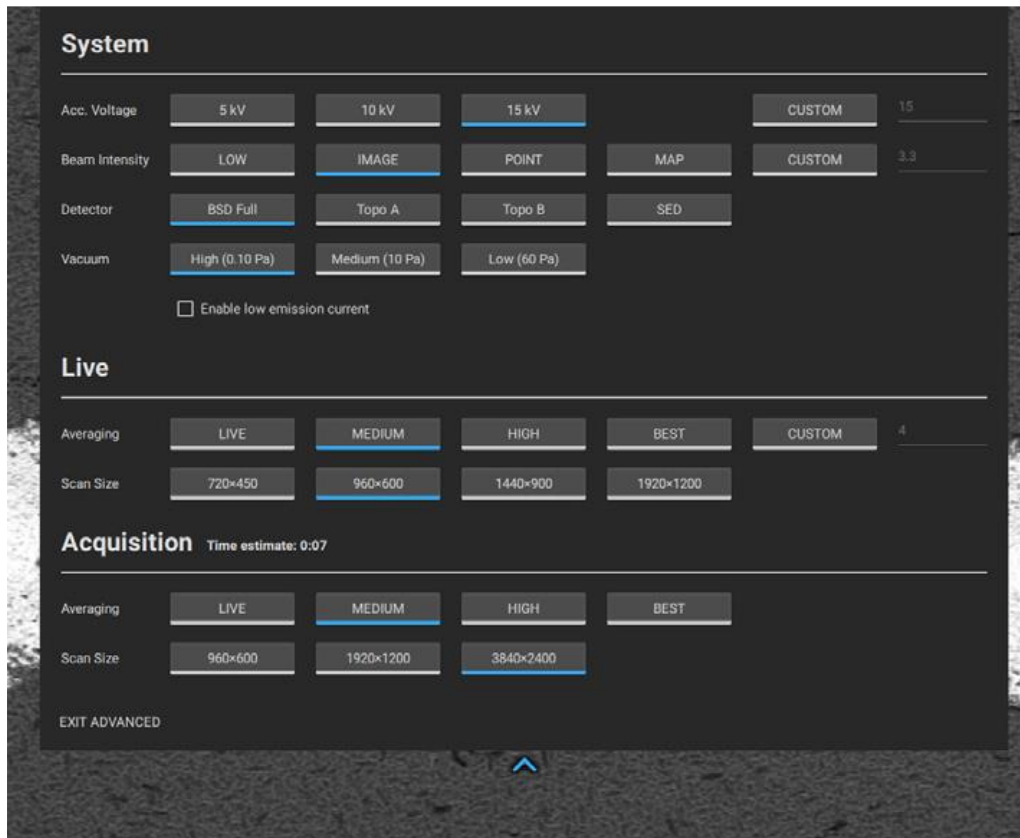 System
Acc. Voltage 5 kV 10 kV 15 kV CUSTOM 15
Beam Intensity LOW IMAGE POINT MAP CUSTOM 3.3
Detector BSD Full Topo A Topo B SED
Vacuum High (0.10 Pa) Medium (10 Pa) Low (60 Pa)
Enable low emission current
Live
Averaging LIVE MEDIUM HIGH BEST CUSTOM 4
Scan Size 720×450 960×600 1440×900 1920×1200
Acquisition Time estimate: 0:07
Averaging LIVE MEDIUM HIGH BEST
Scan Size 960×600 1920×1200 3840×2400
EXIT ADVANCED